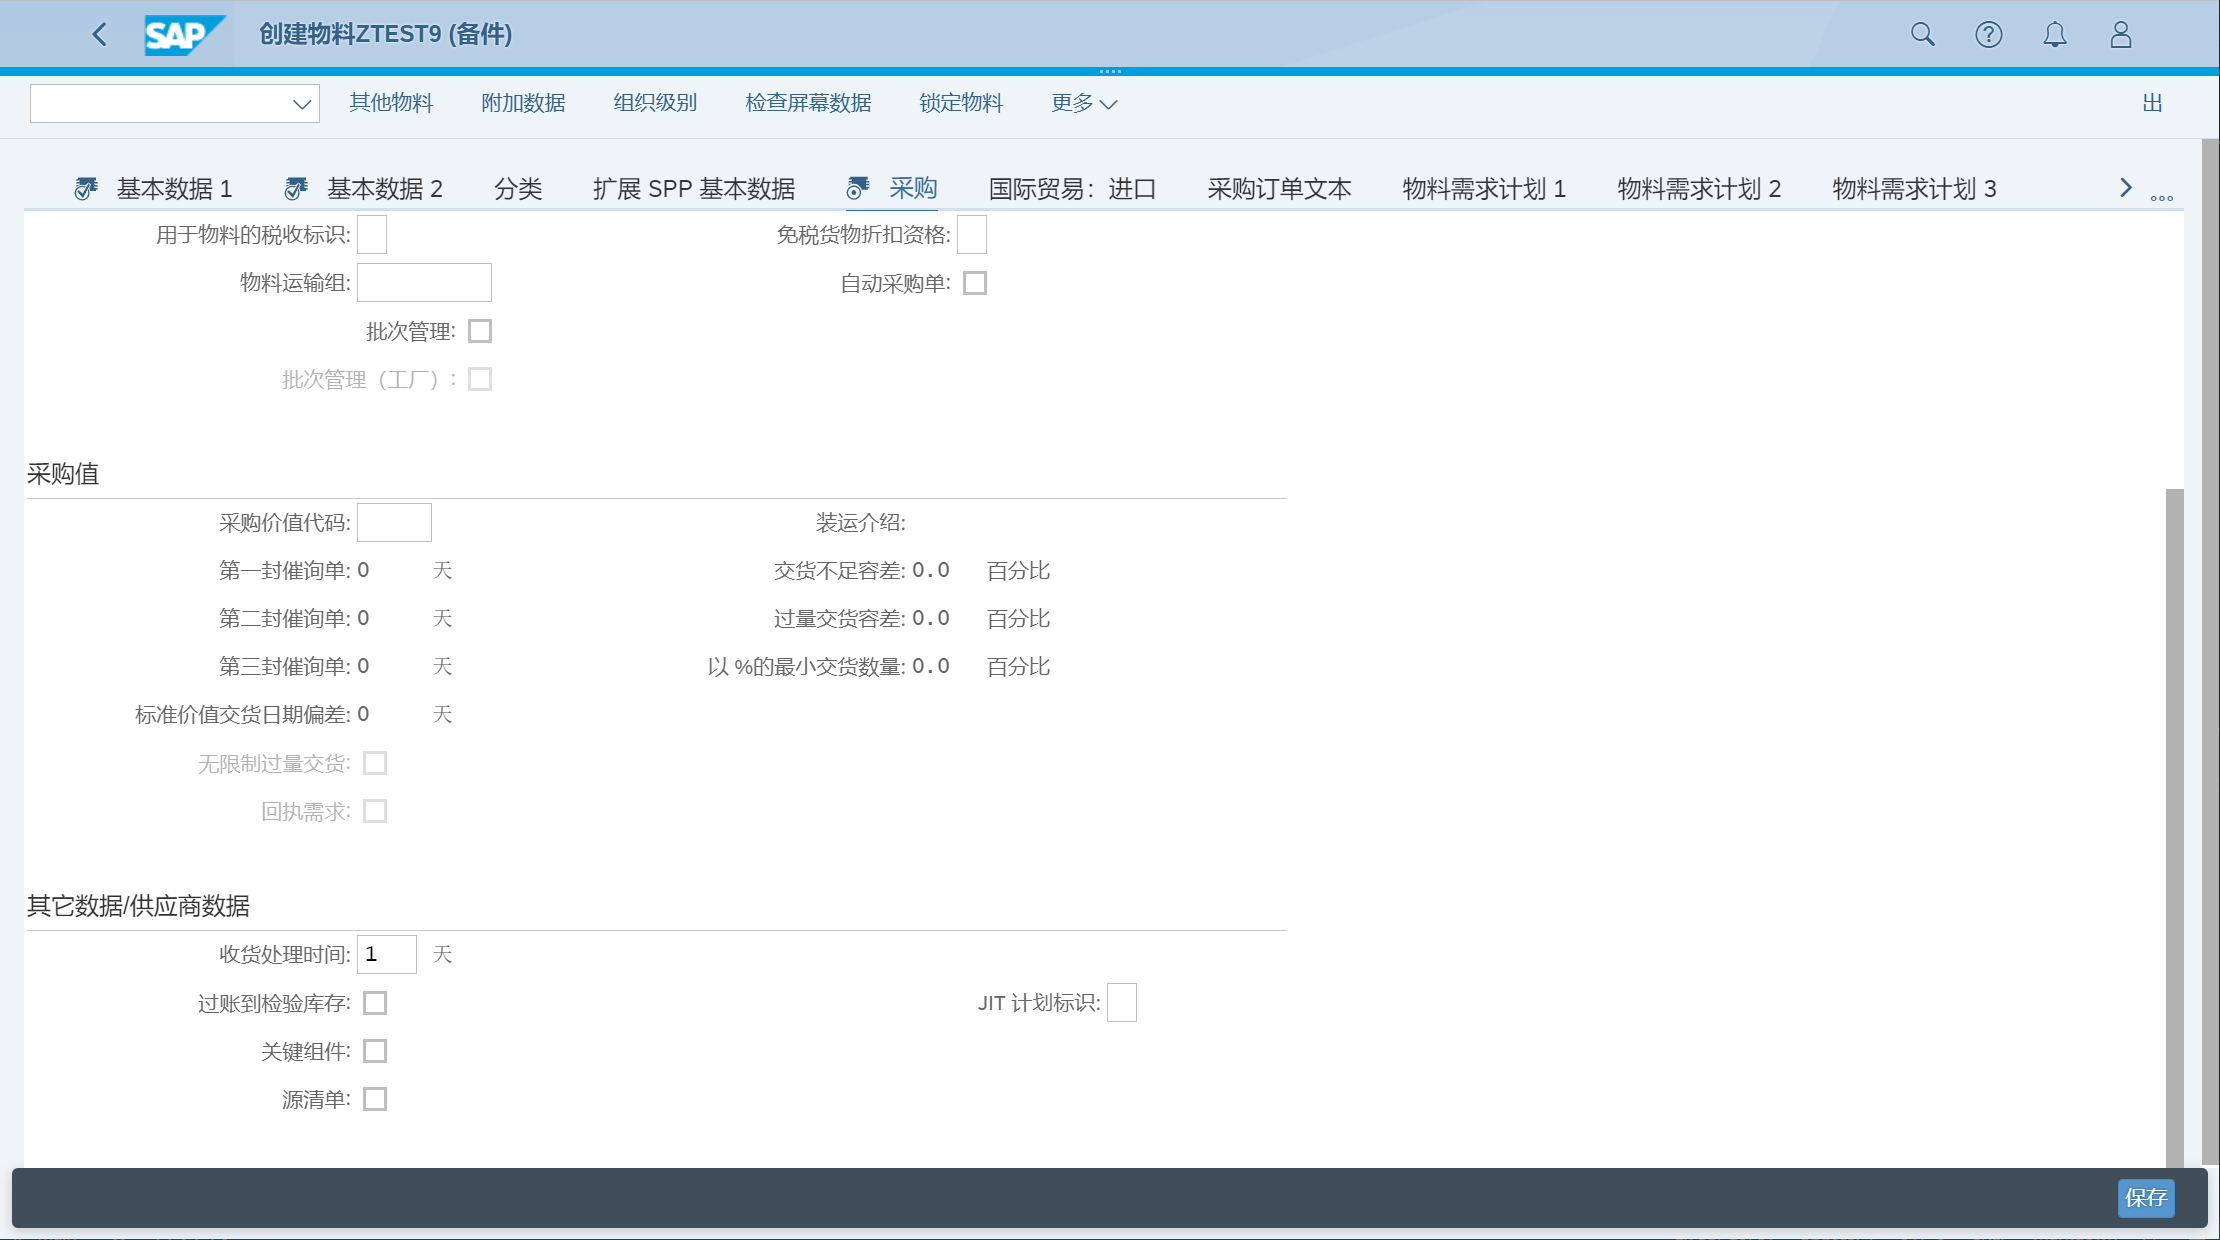 SAP 创建物料ZTEST9 (备件)
其他物料 附加数据 组织级别 检查屏幕数据 锁定物料 更多 出
基本数据 1 基本数据 2 分类 扩展 SPP 基本数据 采购 国际贸易：进口 采购订单文本 物料需求计划 1 物料需求计划 2 物料需求计划 3
用于物料的税收标识: 免税货物折扣资格:
物料运输组: 自动采购单:
批次管理:
批次管理（工厂）:
采购值
采购价值代码: 装运介绍:
第一封催询单: 0 天 交货不足容差: 0.0 百分比
第二封催询单: 0 天 过量交货容差: 0.0 百分比
第三封催询单: 0 天 以 %的最小交货数量: 0.0 百分比
标准价值交货日期偏差: 0 天
无限制过量交货:
回执需求:
其它数据/供应商数据
收货处理时间: 1 天
过账到检验库存: JIT 计划标识:
关键组件:
源清单:
保存